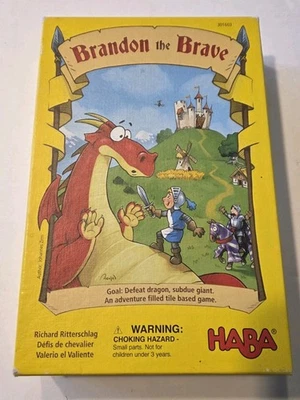 Brandon the Brave
Goal: Defeat dragon, subdue giant.
An adventure filled tile based game.
Richard Ritterschlag
Défis de chevalier
Valerio el Valiente
WARNING:
CHOKING HAZARD -
Small parts. Not for
children under 3 years.
HABA